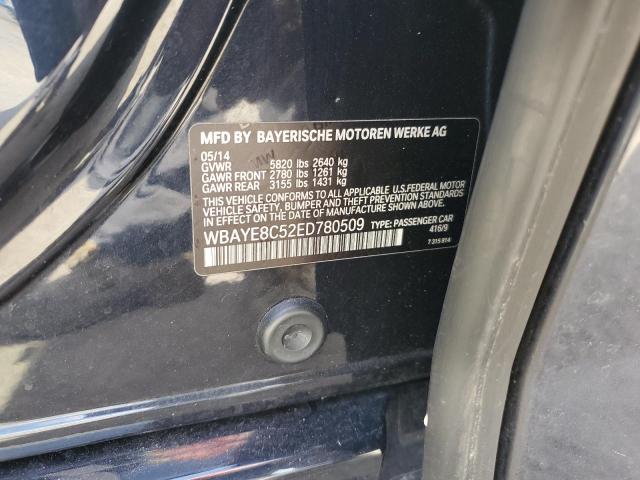 MFD BY BAYERISCHE MOTOREN WERKE AG
05/14
GVWR 5820 lbs 2640 kg
GAWR FRONT 2780 lbs 1261 kg
GAWR REAR 3155 lbs 1431 kg
THIS VEHICLE CONFORMS TO ALL APPLICABLE U.S.FEDERAL MOTOR
VEHICLE SAFETY, BUMPER, AND THEFT PREVENTION STANDARDS
IN EFFECT ON THE DATE OF MANUFACTURE SHOWN ABOVE.
WBAYE8C52ED780509 TYPE: PASSENGER CAR
416/9
7 315 814